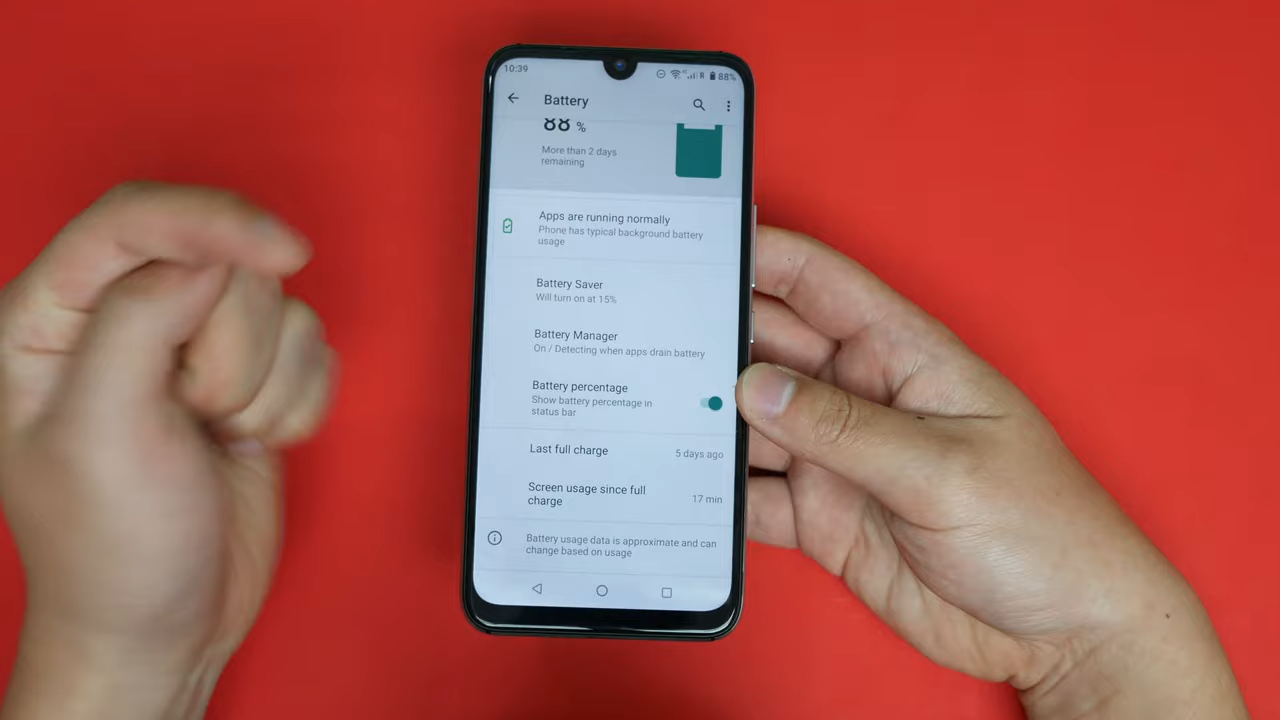 10:39
88%
Battery
88 %
More than 2 days
remaining
Apps are running normally
Phone has typical background battery
usage
Battery Saver
Will turn on at 15%
Battery Manager
On / Detecting when apps drain battery
Battery percentage
Show battery percentage in
status bar
Last full charge
5 days ago
Screen usage since full
charge
17 min
Battery usage data is approximate and can
change based on usage